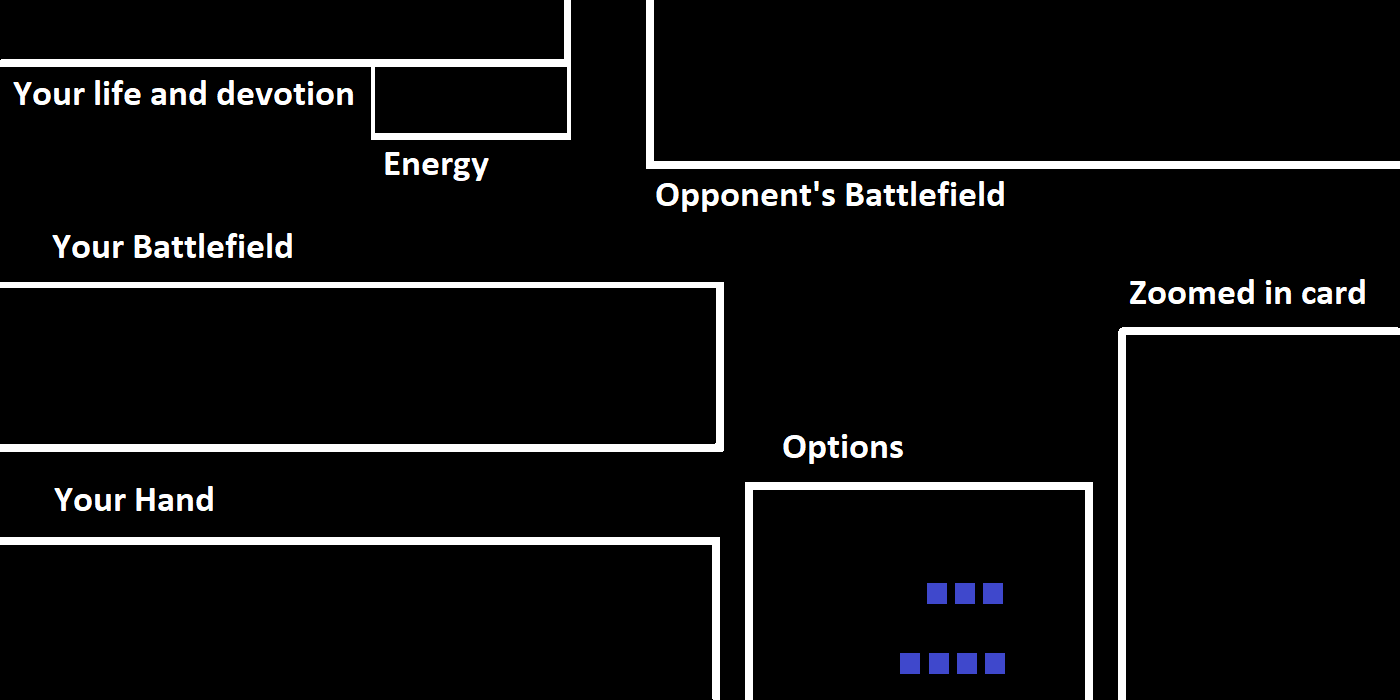 Your life and devotion
Energy
Opponent's Battlefield
Your Battlefield
Zoomed in card
Options
Your Hand